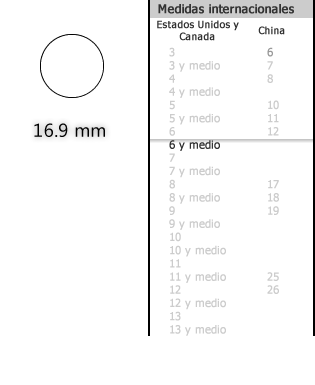 Medidas internacionales
Estados Unidos y Canada China
3 6
3 y medio 7
4 8
4 y medio
5 10
5 y medio 11
6 12
6 y medio
7
7 y medio
8 17
8 y medio 18
9 19
9 y medio
10
10 y medio
11
11 y medio 25
12 26
12 y medio
13
13 y medio
16.9 mm